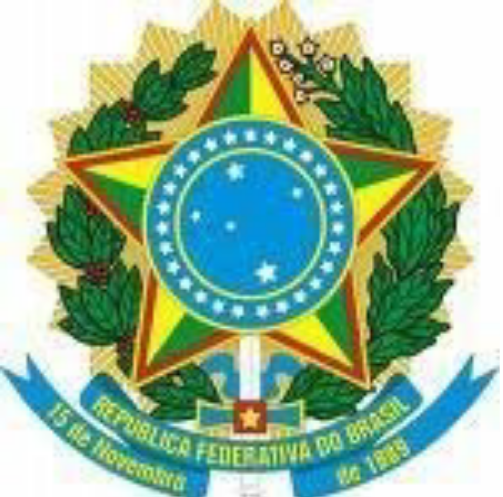 REPUBLICA FEDERATIVA DO BRASIL
15 de Novembro
de 1889